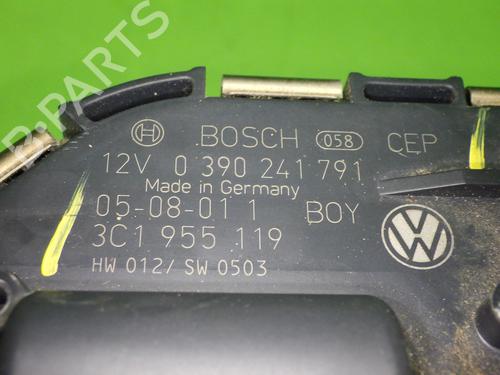 B-PARTS
BOSCH 058 CEP
12V 0 390 241 791
Made in Germany
05-08-01 1 BOY
3C1 955 119
HW 012/ SW 0503